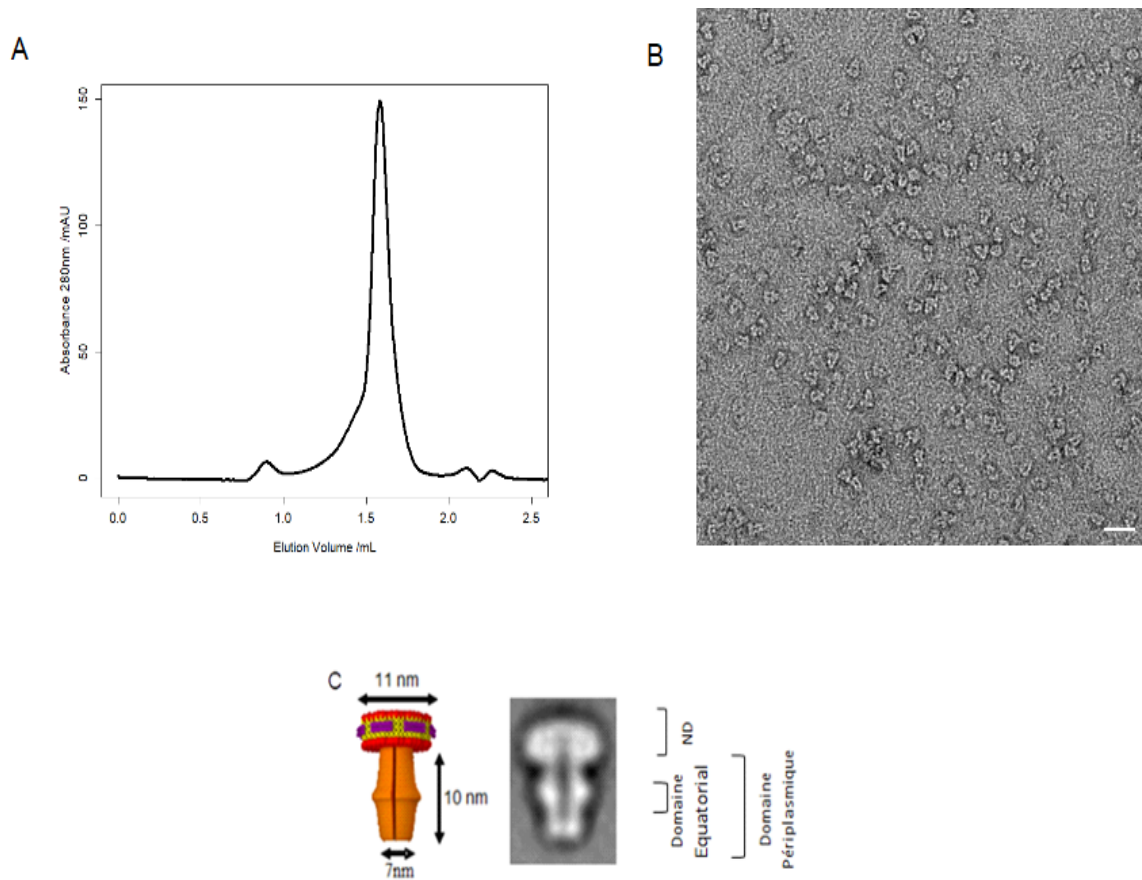 A
B
150
100
50
0
Absorbance 280nm /mAU
0.0 0.5 1.0 1.5 2.0 2.5
Elution Volume /mL
C
11 nm
10 nm
7nm
ND
Domaine
Equatorial
Domaine
Périplasmique